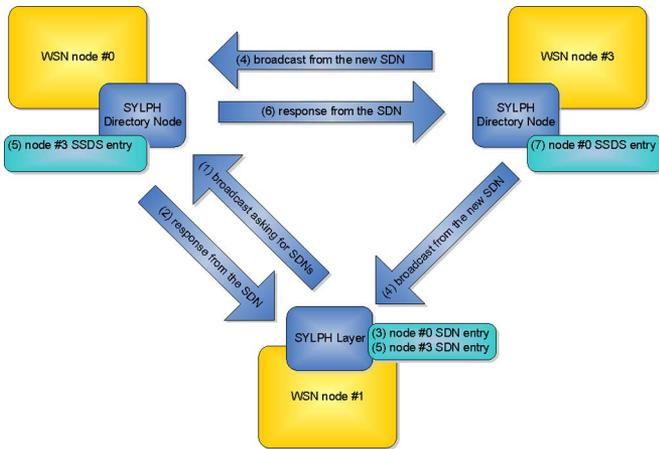 WSN node #0
SYLPH
Directory Node
(5) node #3 SSDS entry
(4) broadcast from the new SDN
(6) response from the SDN
WSN node #3
SYLPH
Directory Node
(7) node #0 SSDS entry
(1) broadcast asking for SDNs
(2) response from the SDN
(4) broadcast from the new SDN
SYLPH Layer
(3) node #0 SDN entry
(5) node #3 SDN entry
WSN node #1